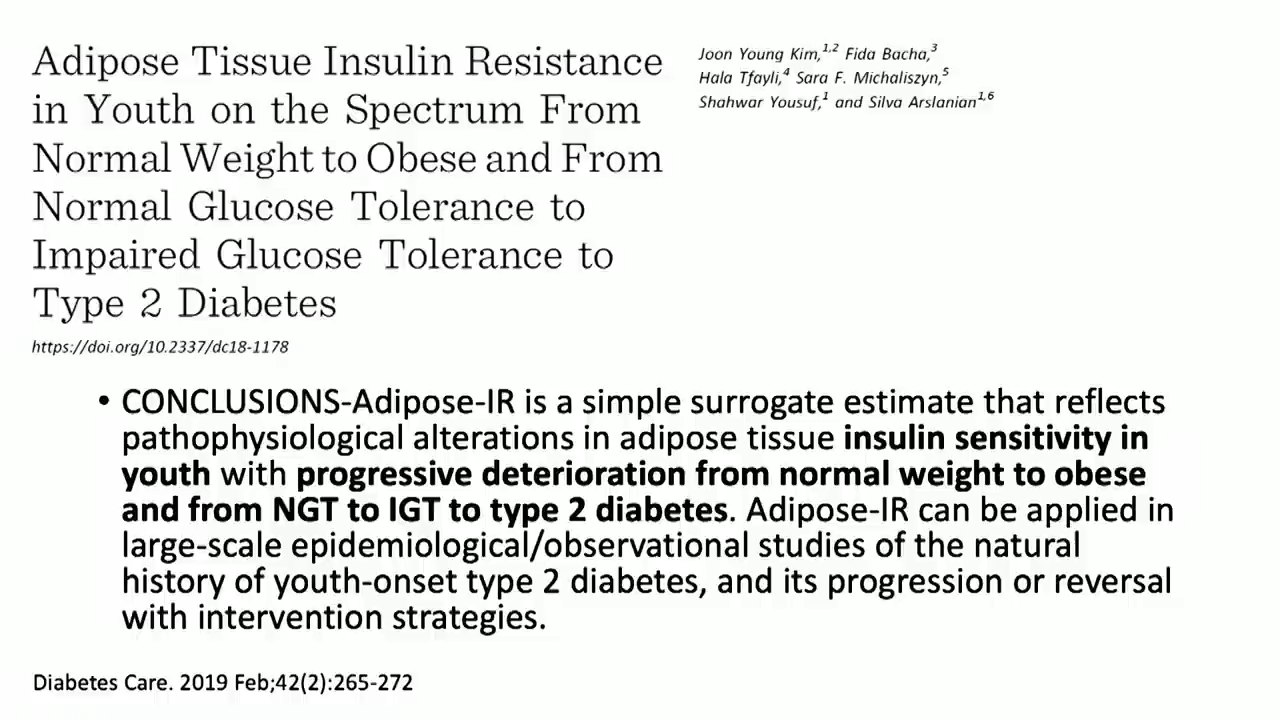 Adipose Tissue Insulin Resistance
in Youth on the Spectrum From
Normal Weight to Obese and From
Normal Glucose Tolerance to
Impaired Glucose Tolerance to
Type 2 Diabetes
https://doi.org/10.2337/dc18-1178
Joon Young Kim,1,2 Fida Bacha,3
Hala Tfayli,4 Sara F. Michaliszyn,5
Shahwar Yousuf,1 and Silva Arslanian1,6
• CONCLUSIONS-Adipose-IR is a simple surrogate estimate that reflects
pathophysiological alterations in adipose tissue insulin sensitivity in
youth with progressive deterioration from normal weight to obese
and from NGT to IGT to type 2 diabetes. Adipose-IR can be applied in
large-scale epidemiological/observational studies of the natural
history of youth-onset type 2 diabetes, and its progression or reversal
with intervention strategies.
Diabetes Care. 2019 Feb;42(2):265-272